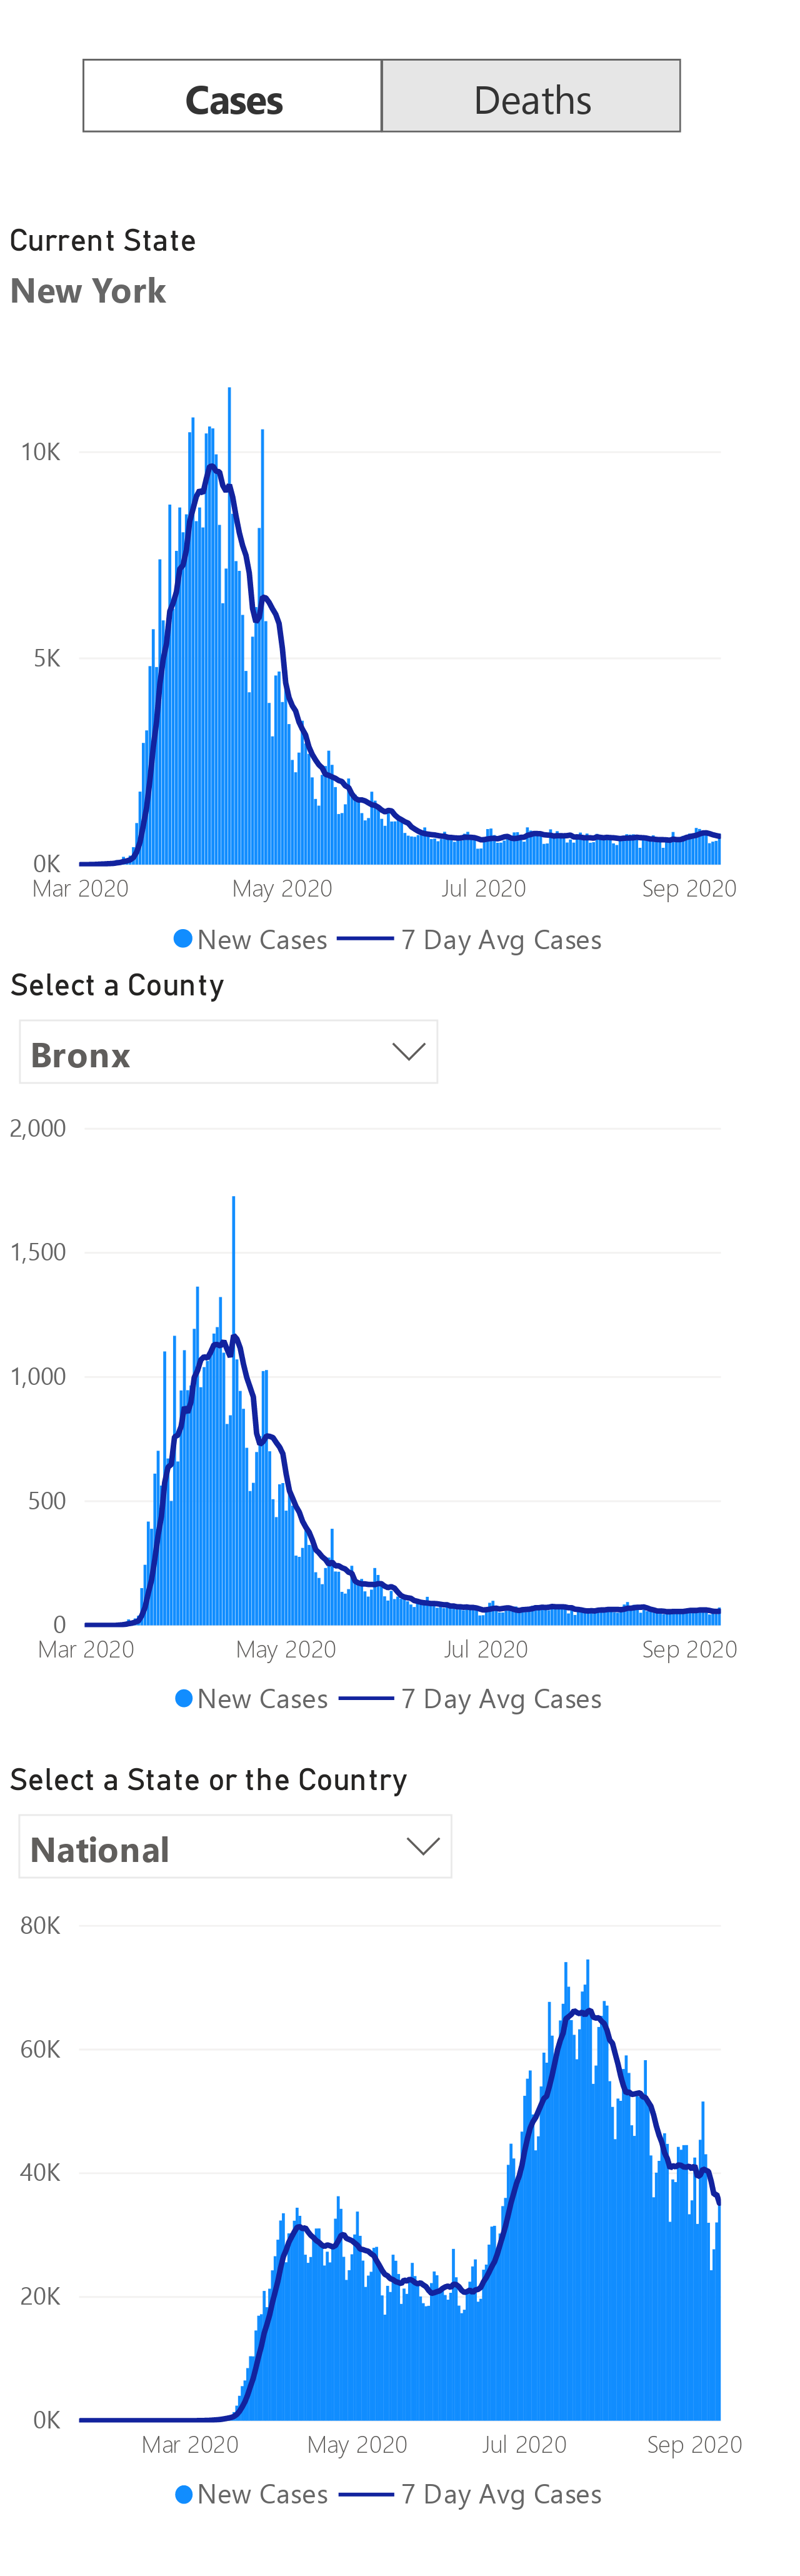 Cases Deaths
Current State
New York
10K
5K
0K
Mar 2020 May 2020 Jul 2020 Sep 2020
New Cases 7 Day Avg Cases
Select a County
Bronx
2,000
1,500
1,000
500
0
Mar 2020 May 2020 Jul 2020 Sep 2020
New Cases 7 Day Avg Cases
Select a State or the Country
National
80K
60K
40K
20K
0K
Mar 2020 May 2020 Jul 2020 Sep 2020
New Cases 7 Day Avg Cases